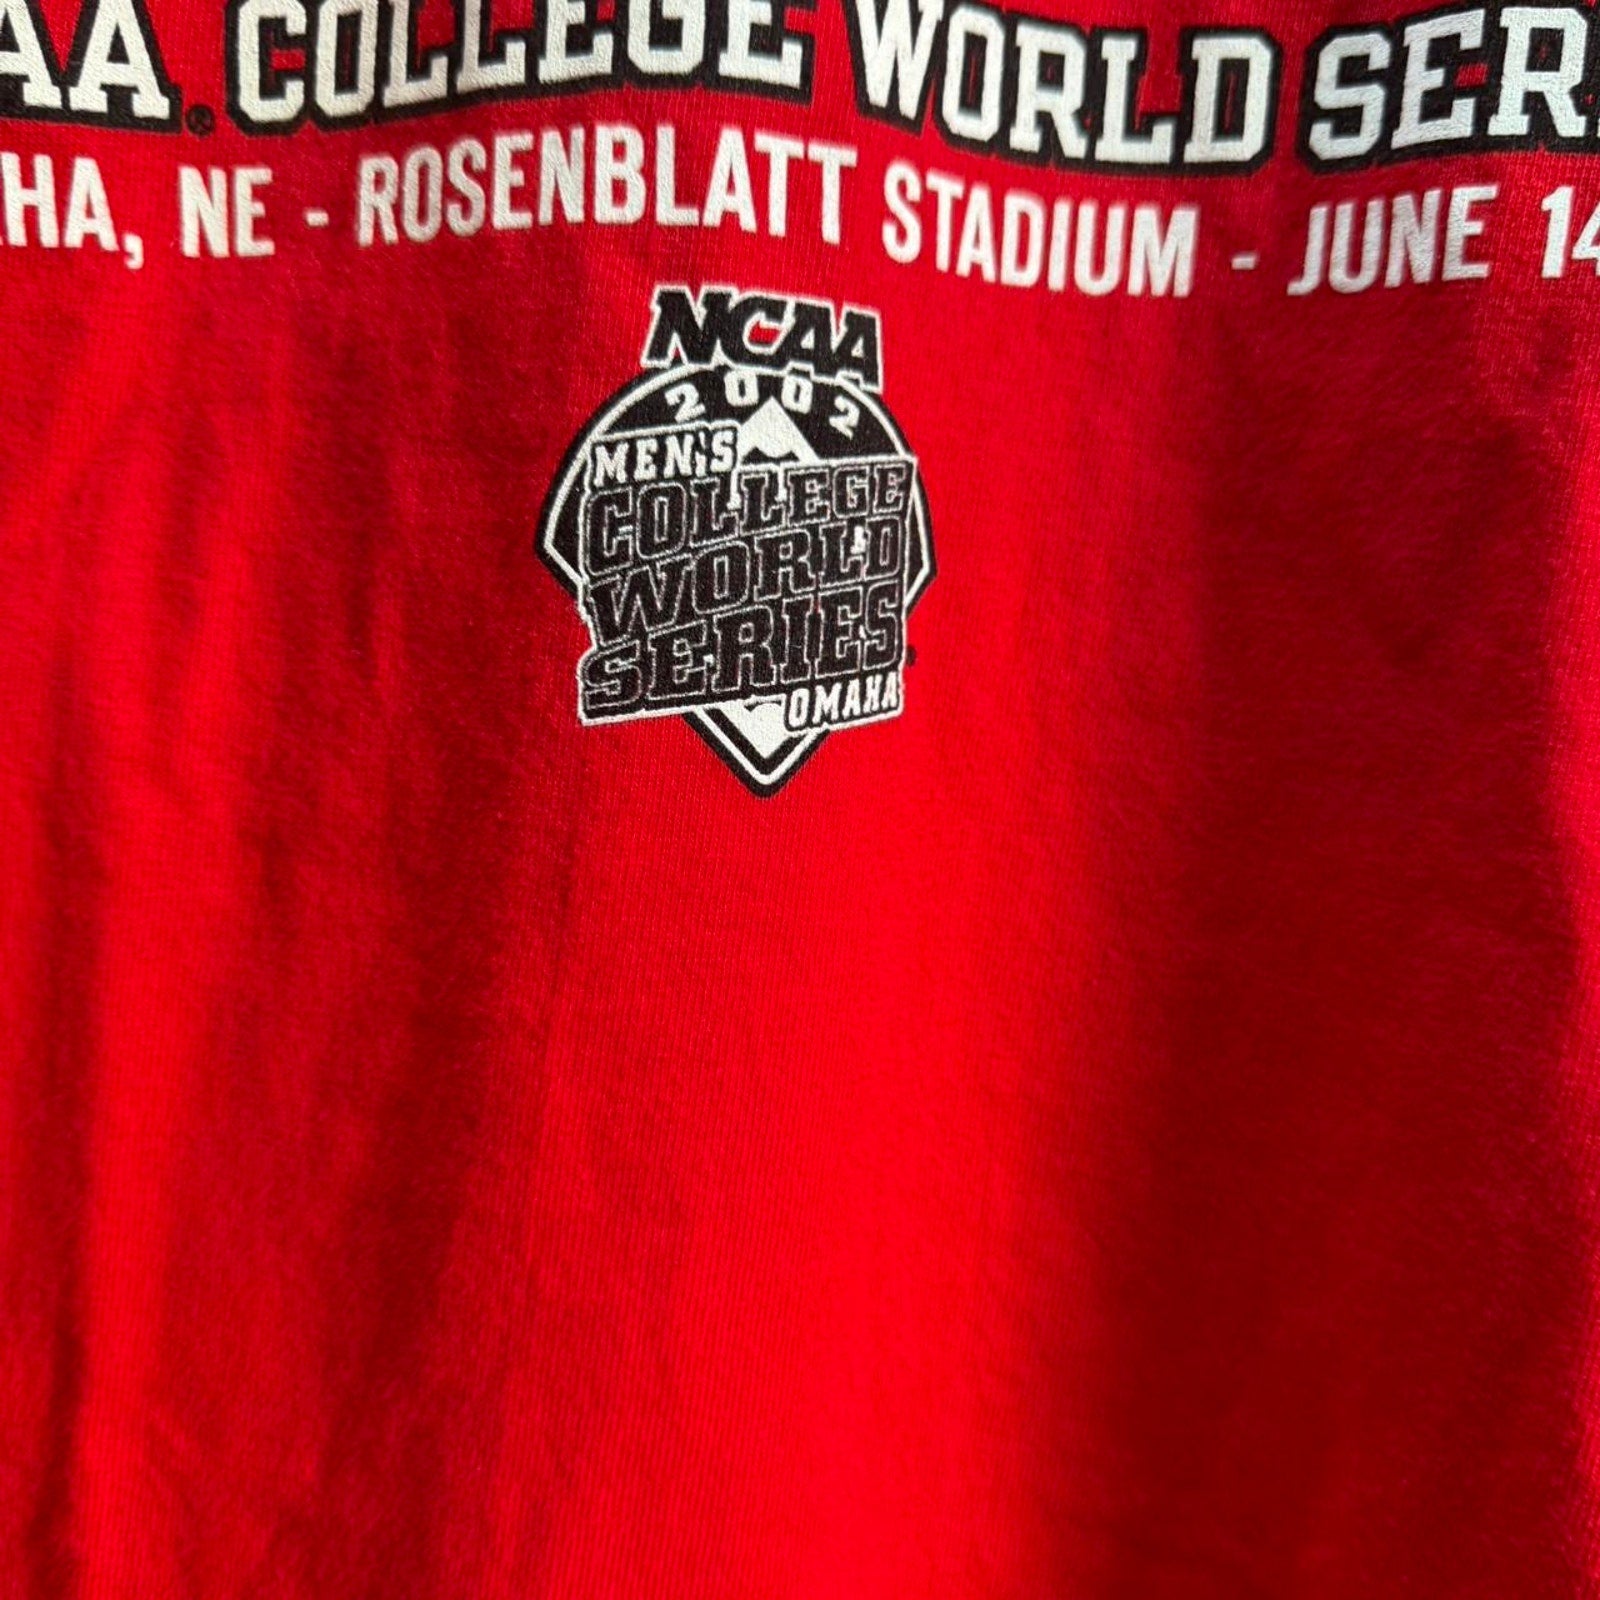 AA® COLLEGE WORLD SER
HA, NE - ROSENBLATT STADIUM - JUNE 14
NCAA
2002
MEN'S
COLLEGE
WORLD
SERIES
OMAHA